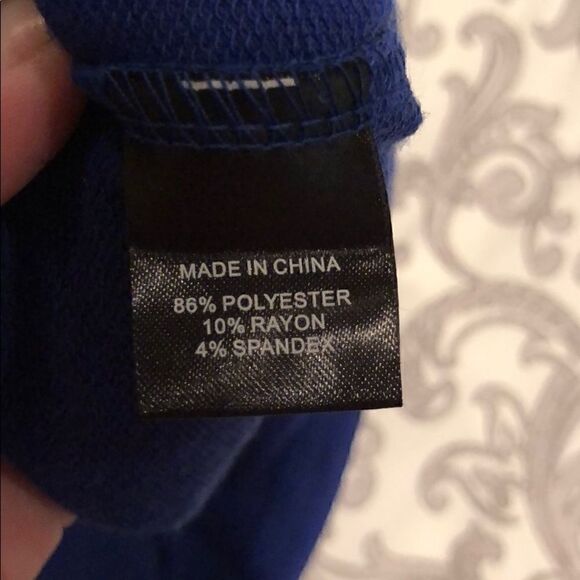 MADE IN CHINA
86% POLYESTER
10% RAYON
4% SPANDEX